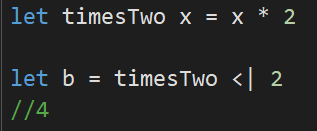 let timesTwo x = x * 2
let b = timesTwo <| 2
//4